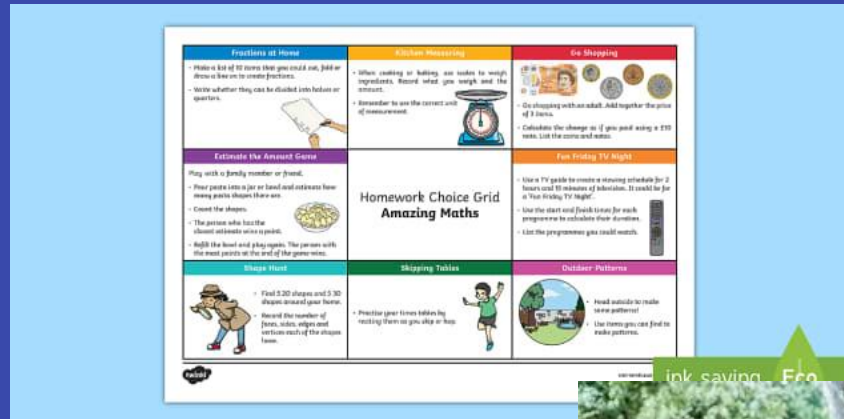 Fractions at Home
- Make a list of 10 items that you could cut, fold or
draw a line on to create fractions.
- Write whether they can be divided into halves or
quarters.
Kitchen Measuring
- When cooking or baking, use scales to weigh
ingredients. Record what you weigh and the
amount.
- Remember to use the correct unit
of measurement.
Go Shopping
- Go shopping with an adult. Add together the price
of 3 items.
- Calculate the change as if you paid using a £10
note. List the coins and notes.
Estimate the Amount Game
Play with a family member or friend.
- Pour pasta into a jar or bowl and estimate how
many pasta shapes there are.
- Count the shapes.
- The person who has the
closest estimate wins a point.
- Refill the bowl and play again. The person with
the most points at the end of the game wins.
Homework Choice Grid
Amazing Maths
Fun Friday TV Night
- Use a TV guide to create a viewing schedule for 2
hours and 15 minutes of television. It could be for
a 'Fun Friday TV Night'.
- Use the start and finish times for each
programme to calculate their duration.
- List the programmes you could watch.
Shape Hunt
- Find 5 2D shapes and 5 3D
shapes around your home.
- Record the number of
faces, sides, edges and
vertices each of the shapes
have.
Skipping Tables
- Practise your times tables by
reciting them as you skip or hop.
Outdoor Patterns
- Head outside to make
some patterns!
- Use items you can find to
make patterns.
twinkl
ink saving
Eco